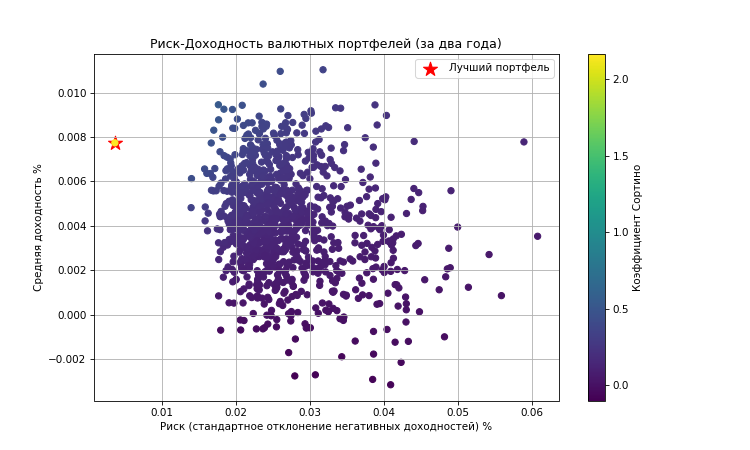 Риск-Доходность валютных портфелей (за два года)
Лучший портфель
Средняя доходность %
0.010
0.008
0.006
0.004
0.002
0.000
−0.002
0.01 0.02 0.03 0.04 0.05 0.06
Риск (стандартное отклонение негативных доходностей) %
2.0
1.5
1.0
0.5
0.0
Коэффициент Сортино